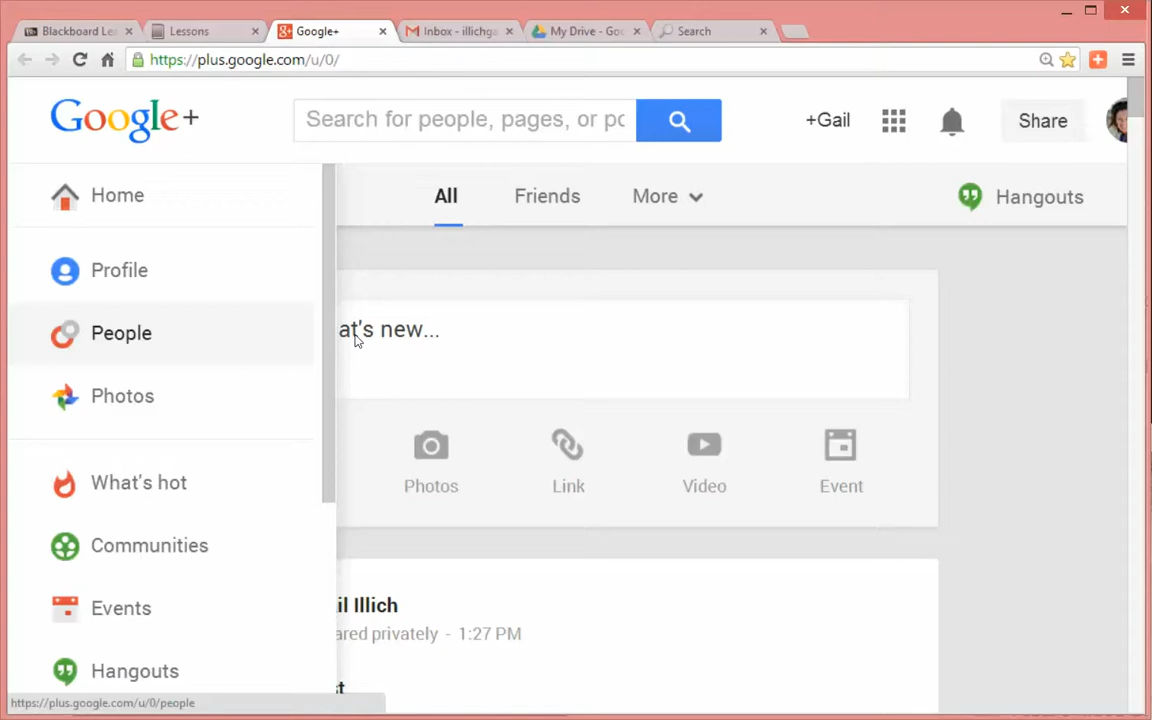 Blackboard Le
Lessons
Google+
Inbox - illichga
My Drive - Goo
Search
https://plus.google.com/u/0/
Google+
Search for people, pages, or po
+Gail
Share
Home
All
Friends
More
Hangouts
Profile
People
at's new...
Photos
Photos
Link
Video
Event
What's hot
Communities
il Illich
Events
ared privately - 1:27 PM
Hangouts
st
https://plus.google.com/u/0/people